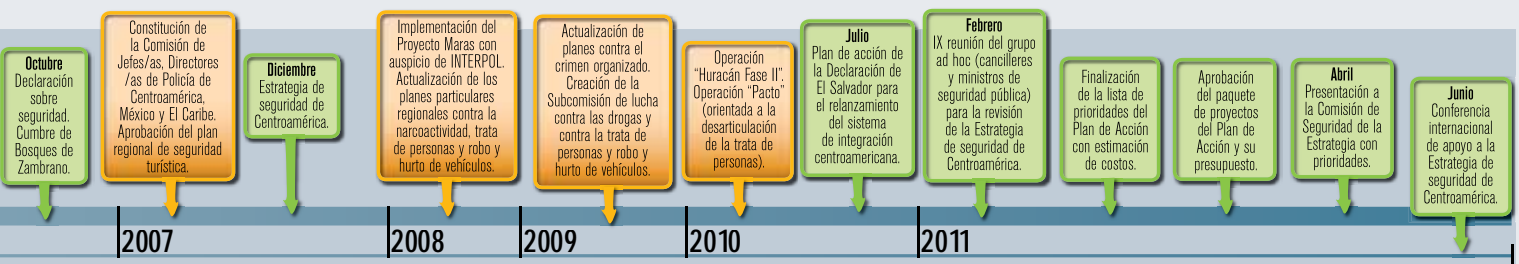 Octubre
Declaración
sobre
seguridad.
Cumbre de
Bosques de
Zambrano.
Constitución de
la Comisión de
Jefes/as, Directores
/as de Policía de
Centroamérica,
México y El Caribe.
Aprobación del plan
regional de seguridad
turística.
Diciembre
Estrategia de
seguridad de
Centroamérica.
Implementación del
Proyecto Maras con
auspicio de INTERPOL.
Actualización de los
planes particulares
regionales contra la
narcoactividad, trata
de personas y robo y
hurto de vehículos.
Actualización de
planes contra el
crimen organizado.
Creación de la
Subcomisión de lucha
contra las drogas y
contra la trata de
personas y robo y
hurto de vehículos.
Operación
“Huracán Fase II”.
Operación “Pacto”
(orientada a la
desarticulación
de la trata de
personas).
Julio
Plan de acción de
la Declaración de
El Salvador para
el relanzamiento
del sistema
de integración
centroamericana.
Febrero
IX reunión del grupo
ad hoc (cancilleres
y ministros de
seguridad pública)
para la revisión
de la Estrategia
de seguridad de
Centroamérica.
Finalización
de la lista de
prioridades del
Plan de Acción
con estimación
de costos.
Aprobación
del paquete
de proyectos
del Plan de
Acción y su
presupuesto.
Abril
Presentación a
la Comisión de
Seguridad de la
Estrategia con
prioridades.
Junio
Conferencia
internacional
de apoyo a la
Estrategia de
seguridad de
Centroamérica.
2007
2008
2009
2010
2011